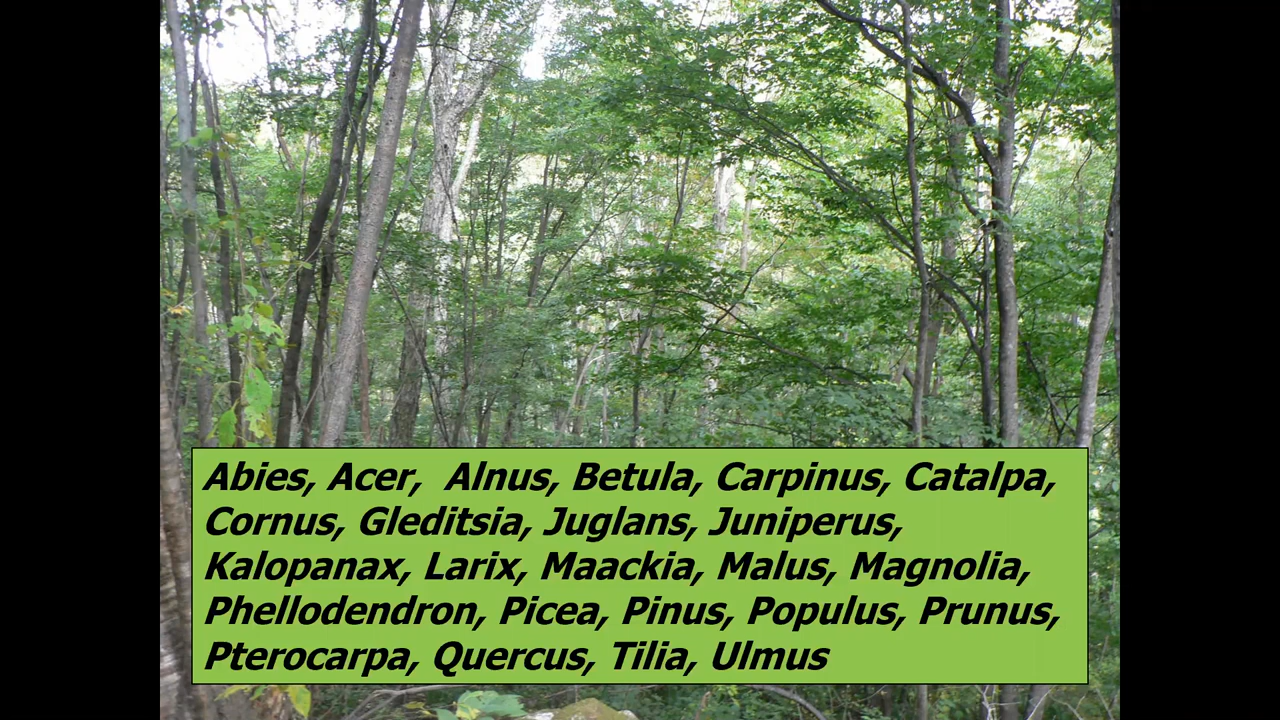 Abies, Acer,  Alnus, Betula, Carpinus, Catalpa,
Cornus, Gleditsia, Juglans, Juniperus,
Kalopanax, Larix, Maackia, Malus, Magnolia,
Phellodendron, Picea, Pinus, Populus, Prunus,
Pterocarpa, Quercus, Tilia, Ulmus